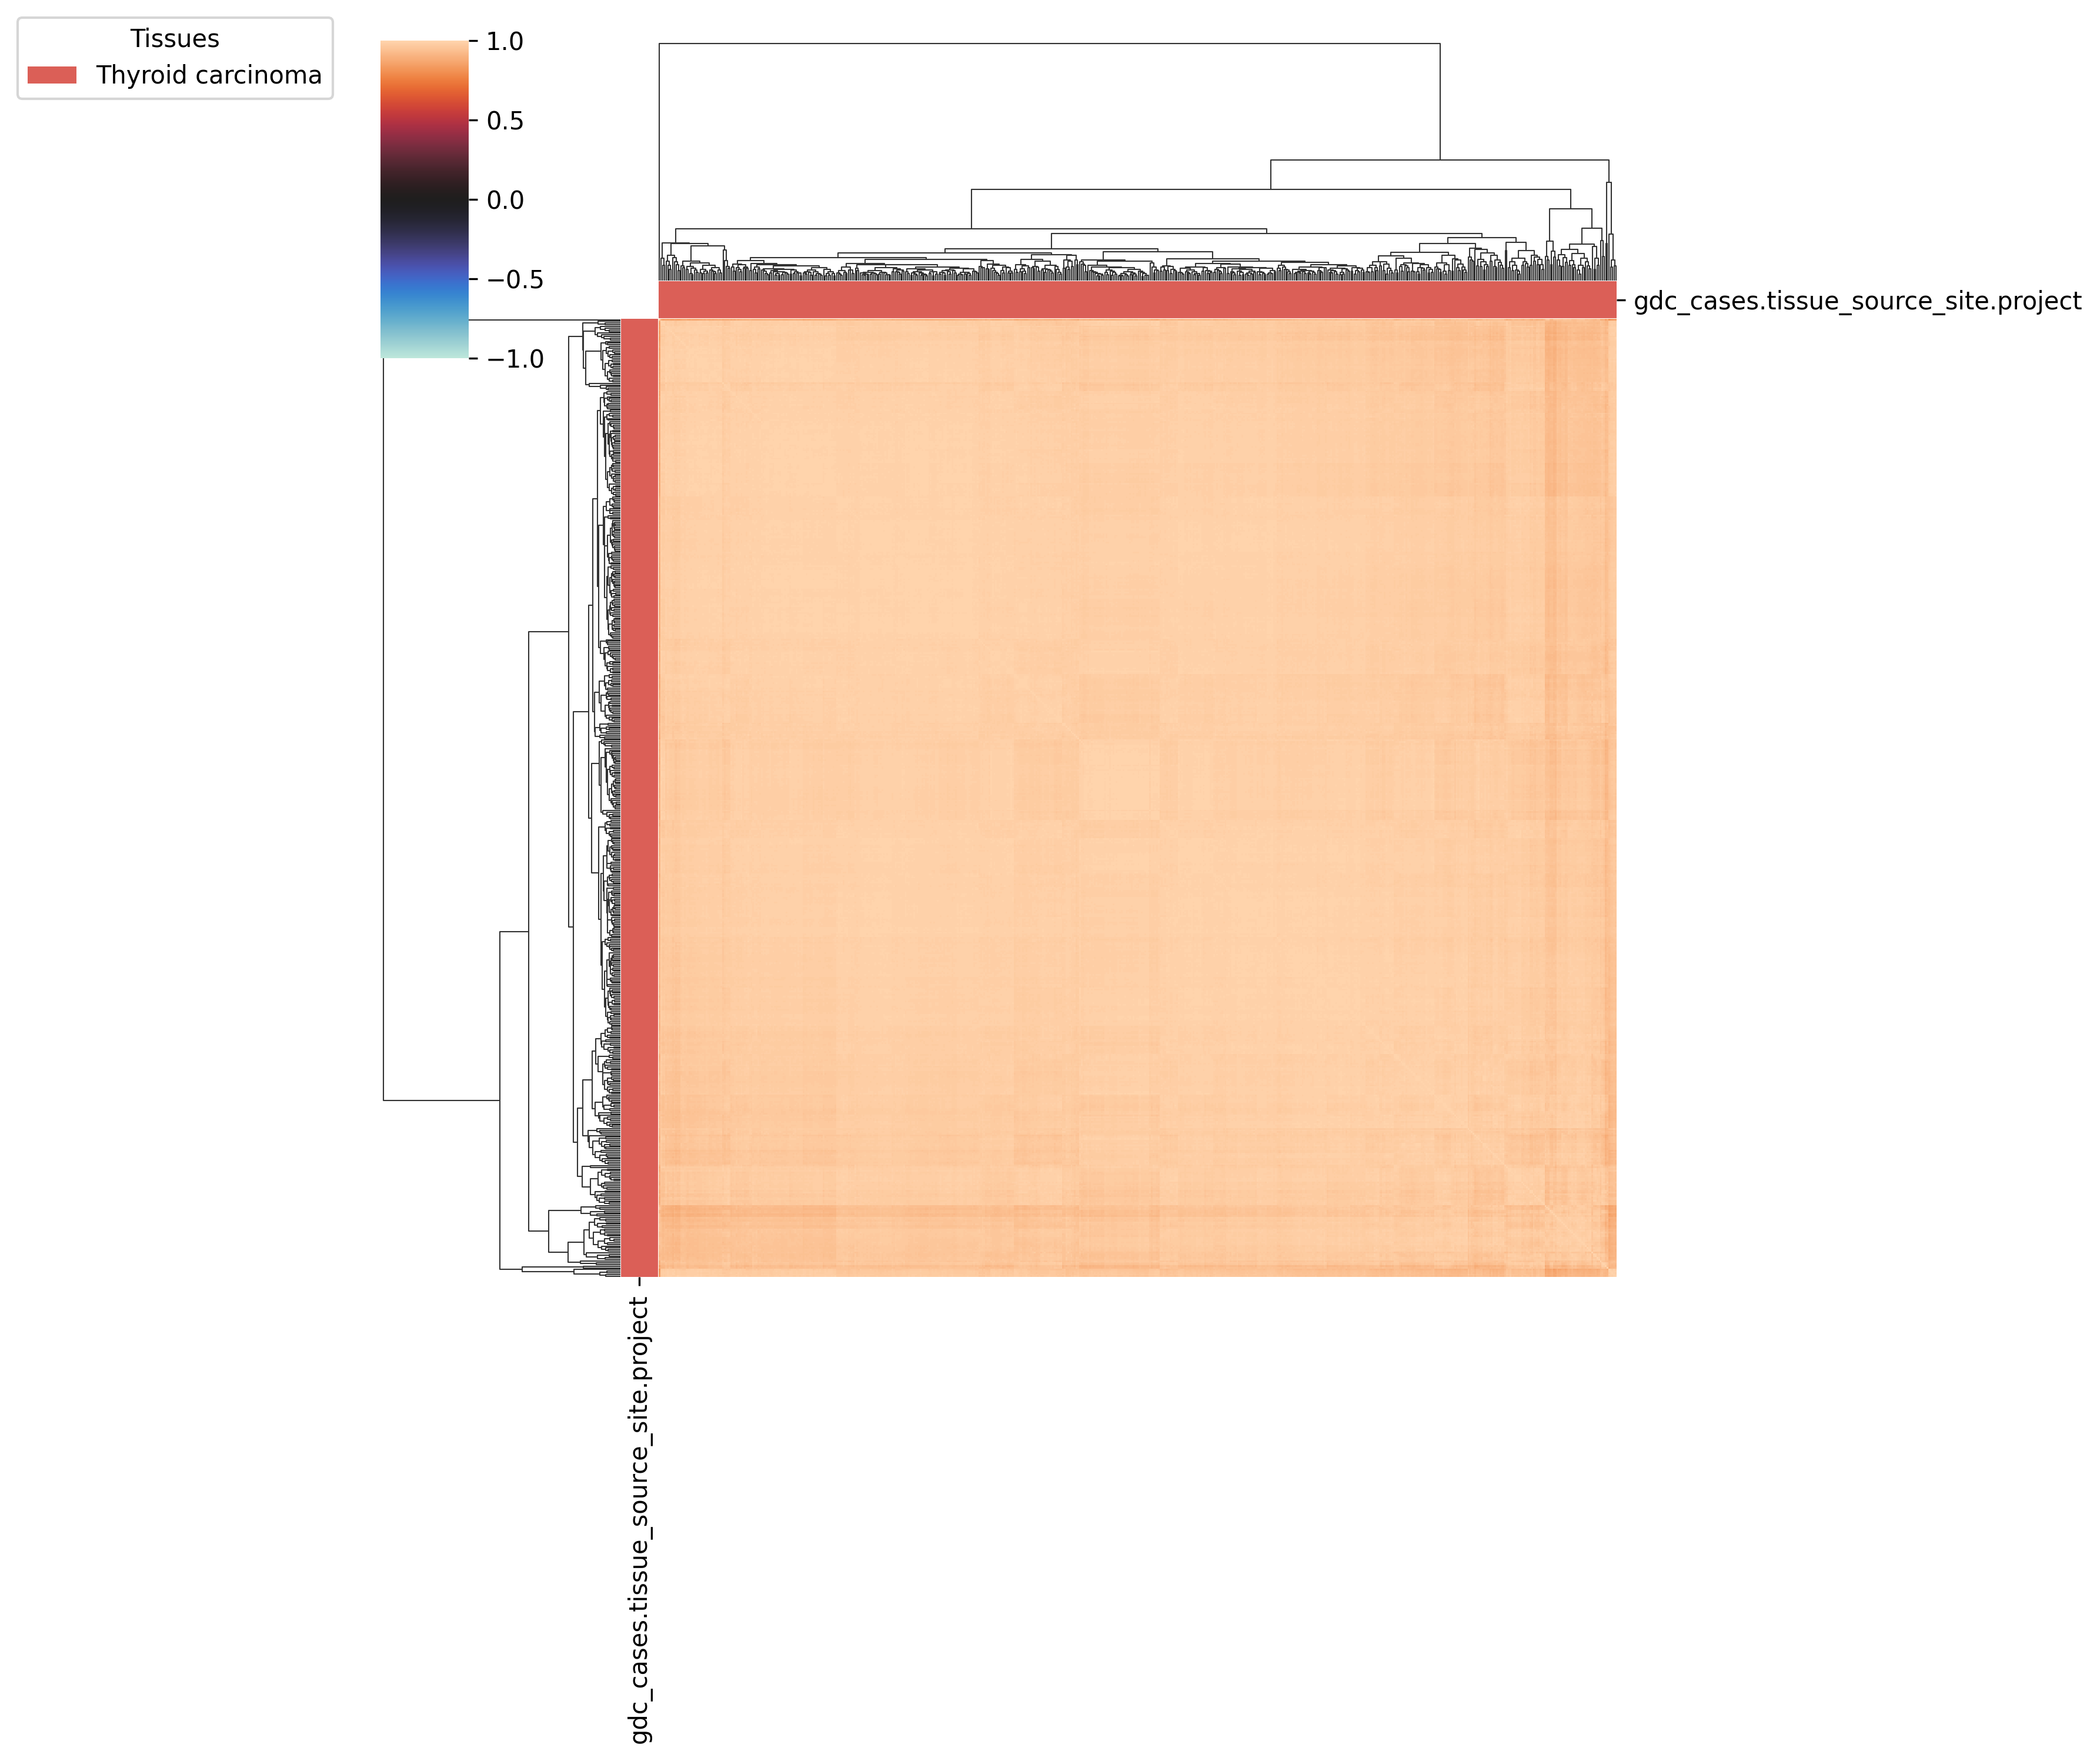 Tissues
Thyroid carcinoma
1.0
0.5
0.0
−0.5
−1.0
gdc_cases.tissue_source_site.project
gdc_cases.tissue_source_site.project